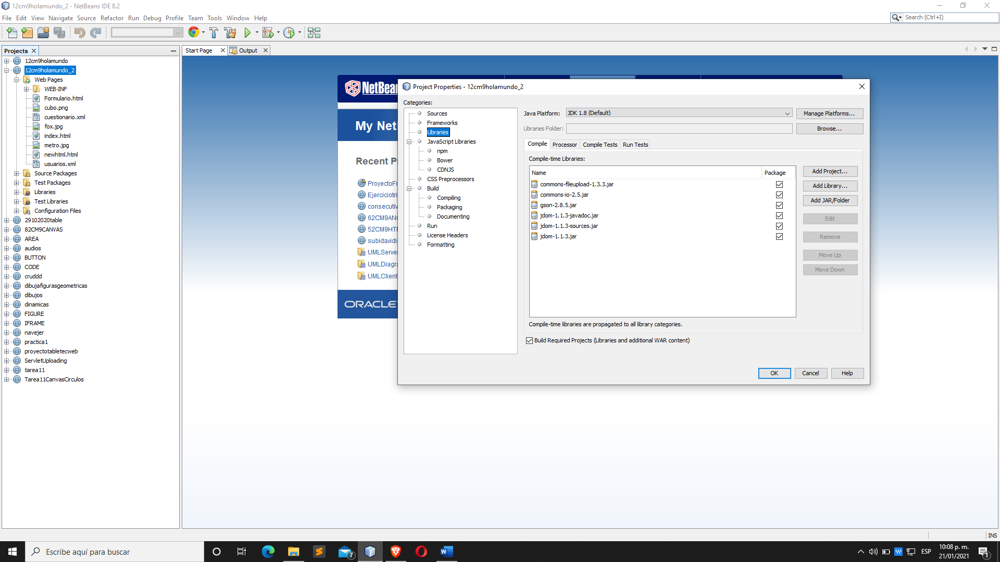 12cm9holamundo_2 - NetBeans IDE 8.2
File Edit View Navigate Source Refactor Run Debug Profile Team Tools Window Help
Search (Ctrl+I)
Projects
Start Page
Output
12cm9holamundo
12cm9holamundo_2
Web Pages
WEB-INF
Formulario.html
cubo.png
cuestionario.xml
fox.jpg
index.html
metro.jpg
newhtml.html
usuarios.xml
Source Packages
Test Packages
Libraries
Test Libraries
Configuration Files
29102020table
82CM9CANVAS
AREA
audios
BUTTON
CODE
cruddd
dibujafigurasgeometricas
dibujos
dinamicas
FIGURE
IFRAME
navejer
practica1
proyectotabletecweb
ServletUploading
tarea11
Tarea11CanvasCirculos
NetBea
My Net
Recent P
ProyectoFi
Ejerciciotri
consecutiv
62CM9AN
52CM9HT
subidavidi
UMLServe
UMLDiagra
UMLClient
ORACLE
Project Properties - 12cm9holamundo_2
Categories:
Sources
Frameworks
Libraries
JavaScript Libraries
npm
Bower
CDNJS
CSS Preprocessors
Build
Compiling
Packaging
Documenting
Run
License Headers
Formatting
Java Platform: JDK 1.8 (Default) Manage Platforms...
Libraries Folder: Browse...
Compile Processor Compile Tests Run Tests
Compile-time Libraries:
Name Package
commons-fileupload-1.3.3.jar
commons-io-2.5.jar
gson-2.8.5.jar
jdom-1.1.3-javadoc.jar
jdom-1.1.3-sources.jar
jdom-1.1.3.jar
Add Project...
Add Library...
Add JAR/Folder
Edit
Remove
Move Up
Move Down
Compile-time libraries are propagated to all library categories.
Build Required Projects (Libraries and additional WAR content)
OK Cancel Help
INS
Escribe aquí para buscar
7
ESP
10:08 p. m.
21/01/2021
1